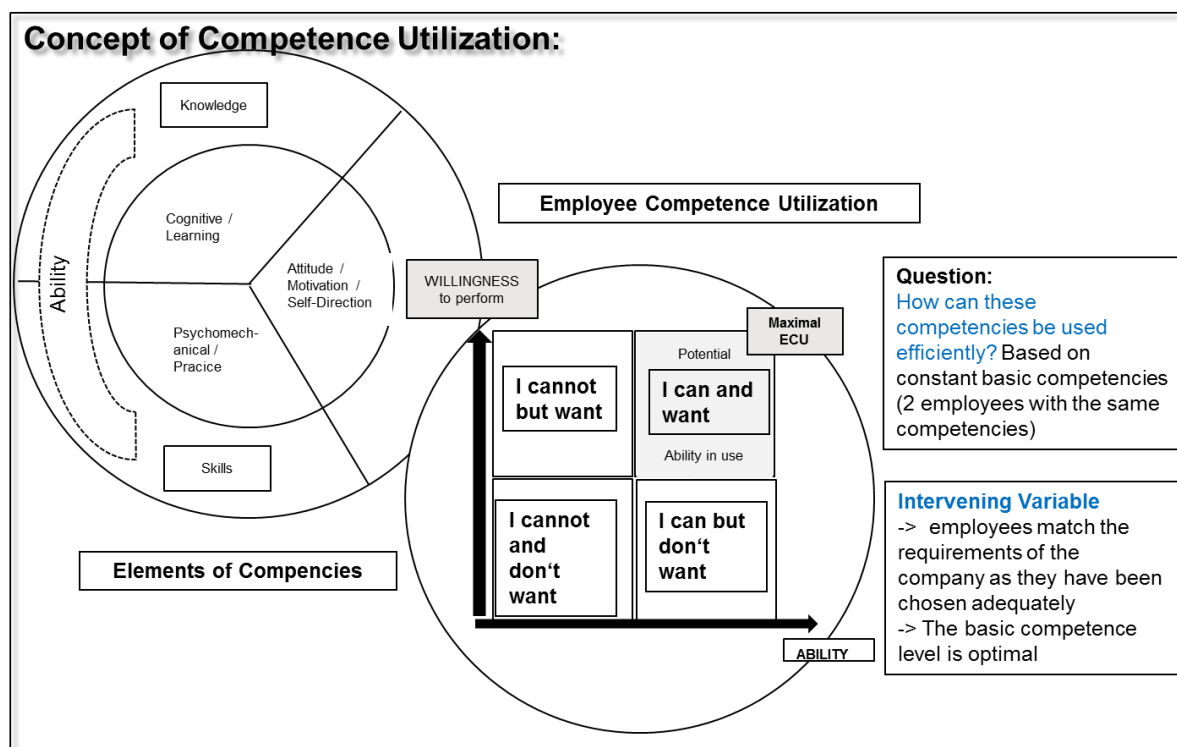 Concept of Competence Utilization:
Knowledge
Cognitive /
Learning
Ability
Attitude /
Motivation /
Self-Direction
Psychomech-
anical /
Pracice
Skills
Elements of Compencies
Employee Competence Utilization
WILLINGNESS
to perform
Maximal
ECU
I cannot
but want
Potential
I can and
want
Ability in use
I cannot
and
don‘t
want
I can but
don‘t
want
ABILITY
Question:
How can these
competencies be used
efficiently? Based on
constant basic competencies
(2 employees with the same
competencies)
Intervening Variable
-> employees match the
requirements of the
company as they have been
chosen adequately
-> The basic competence
level is optimal